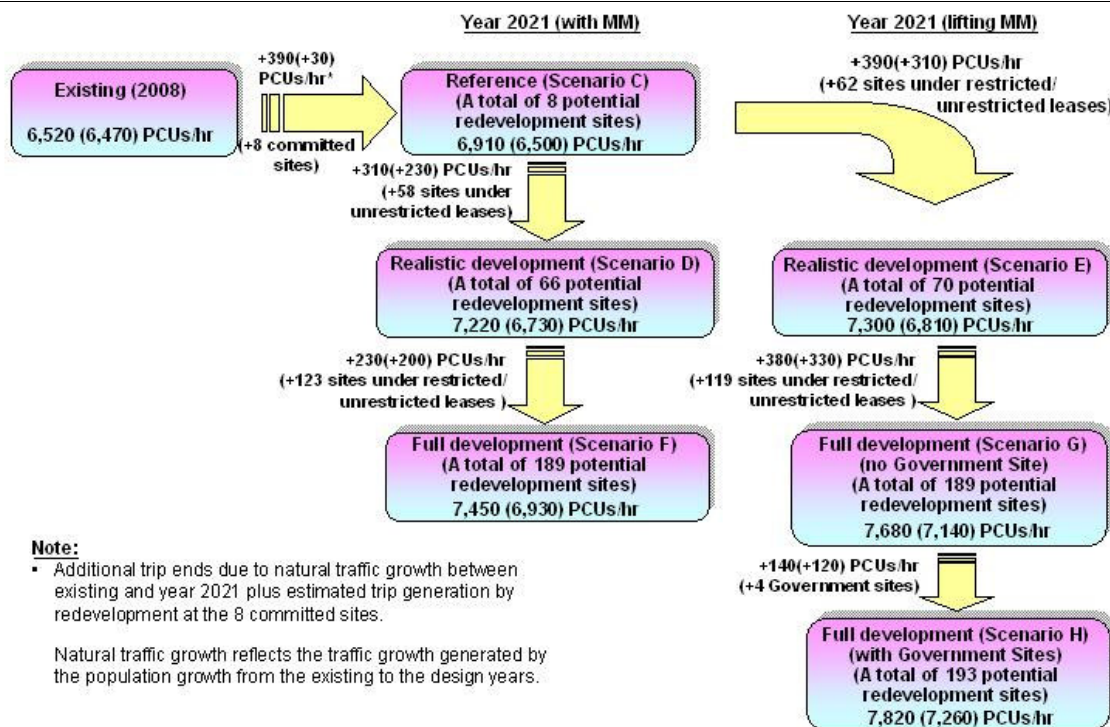 Year 2021 (with MM)
Year 2021 (lifting MM)
+390(+30)
PCUs/hr*
(+8 committed
sites)
Existing (2008)
6,520 (6,470) PCUs/hr
Reference (Scenario C)
(A total of 8 potential
redevelopment sites)
6,910 (6,500) PCUs/hr
+390(+310) PCUs/hr
(+62 sites under restricted/
unrestricted leases)
+310(+230) PCUs/hr
(+58 sites under
unrestricted leases)
Realistic development (Scenario D)
(A total of 66 potential
redevelopment sites)
7,220 (6,730) PCUs/hr
Realistic development (Scenario E)
(A total of 70 potential
redevelopment sites)
7,300 (6,810) PCUs/hr
+230(+200) PCUs/hr
(+123 sites under restricted/
unrestricted leases )
+380(+330) PCUs/hr
(+119 sites under restricted/
unrestricted leases )
Full development (Scenario F)
(A total of 189 potential
redevelopment sites)
7,450 (6,930) PCUs/hr
Full development (Scenario G)
(no Government Site)
(A total of 189 potential
redevelopment sites)
7,680 (7,140) PCUs/hr
+140(+120) PCUs/hr
(+4 Government sites)
Full development (Scenario H)
(with Government Sites)
(A total of 193 potential
redevelopment sites)
7,820 (7,260) PCUs/hr
Note:
▪ Additional trip ends due to natural traffic growth between
existing and year 2021 plus estimated trip generation by
redevelopment at the 8 committed sites.
Natural traffic growth reflects the traffic growth generated by
the population growth from the existing to the design years.